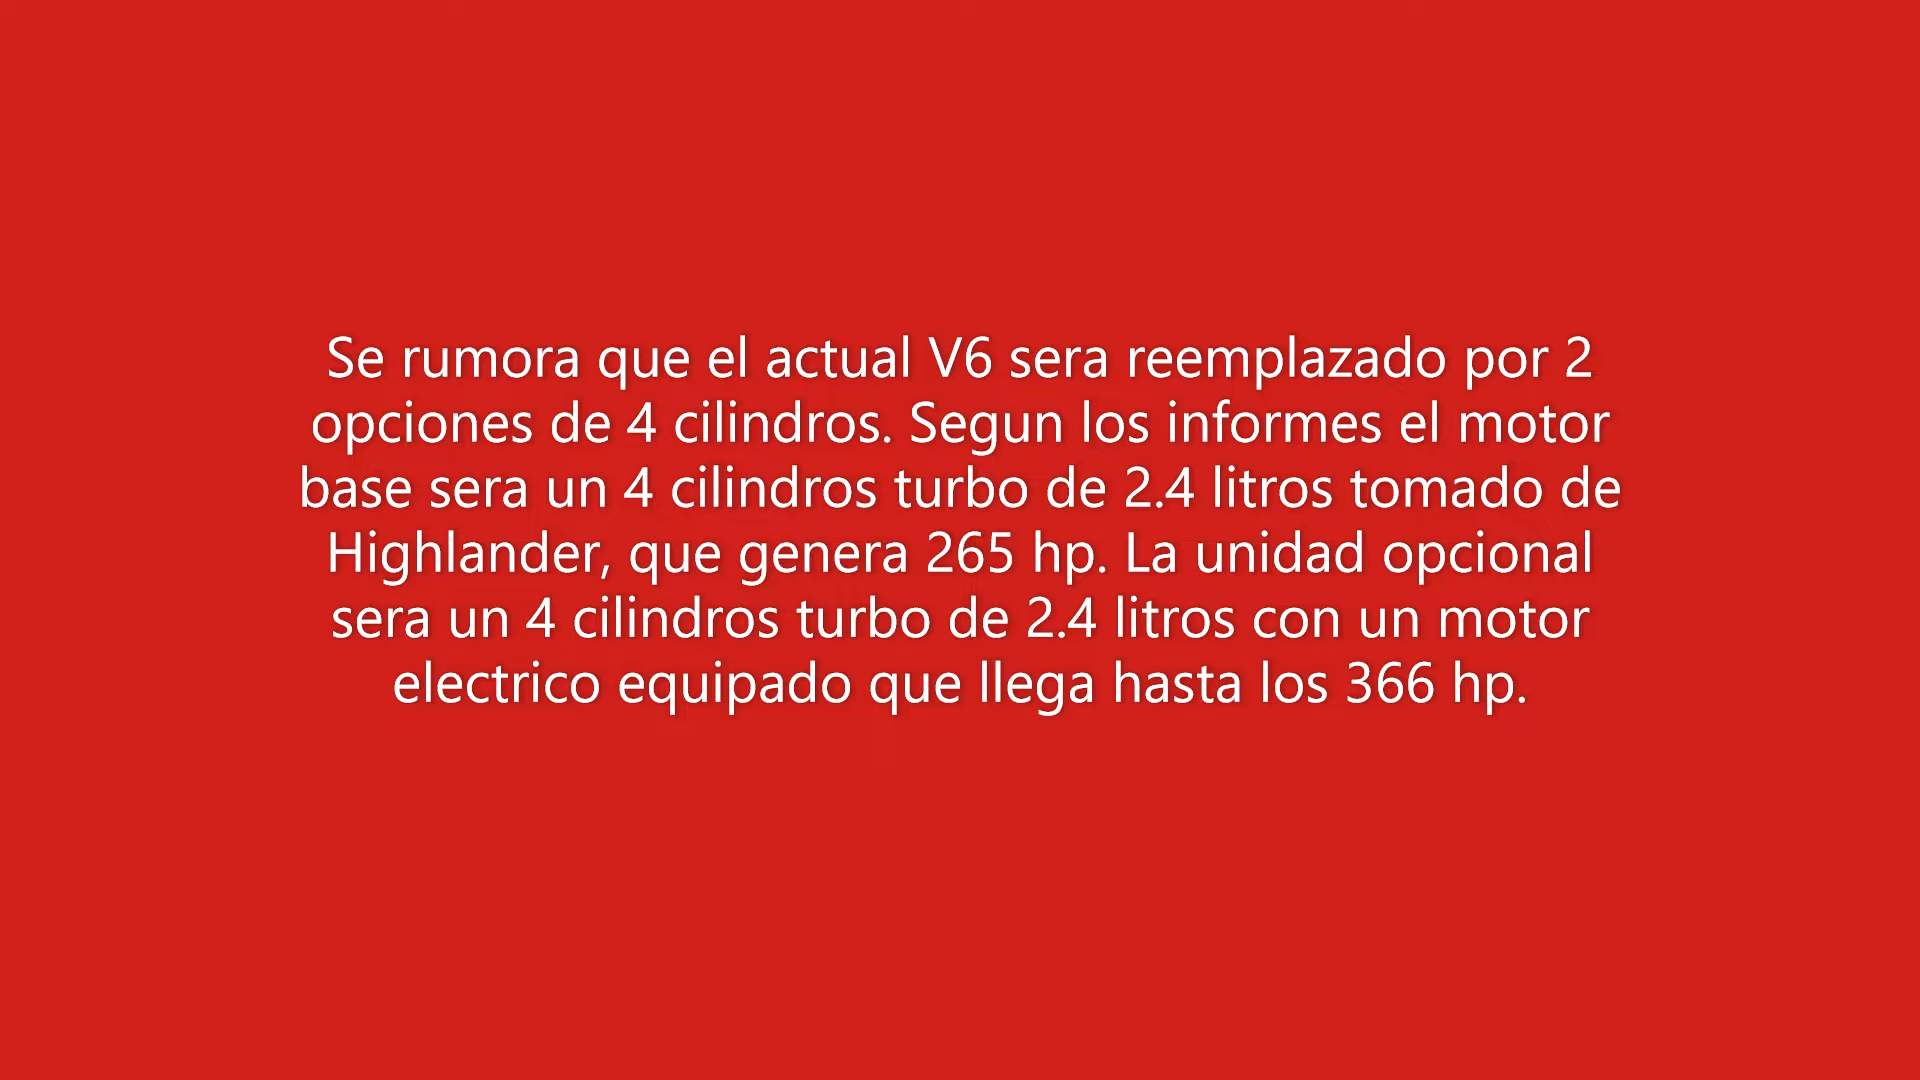 Se rumora que el actual V6 sera reemplazado por 2
opciones de 4 cilindros. Segun los informes el motor
base sera un 4 cilindros turbo de 2.4 litros tomado de
Highlander, que genera 265 hp. La unidad opcional
sera un 4 cilindros turbo de 2.4 litros con un motor
electrico equipado que llega hasta los 366 hp.